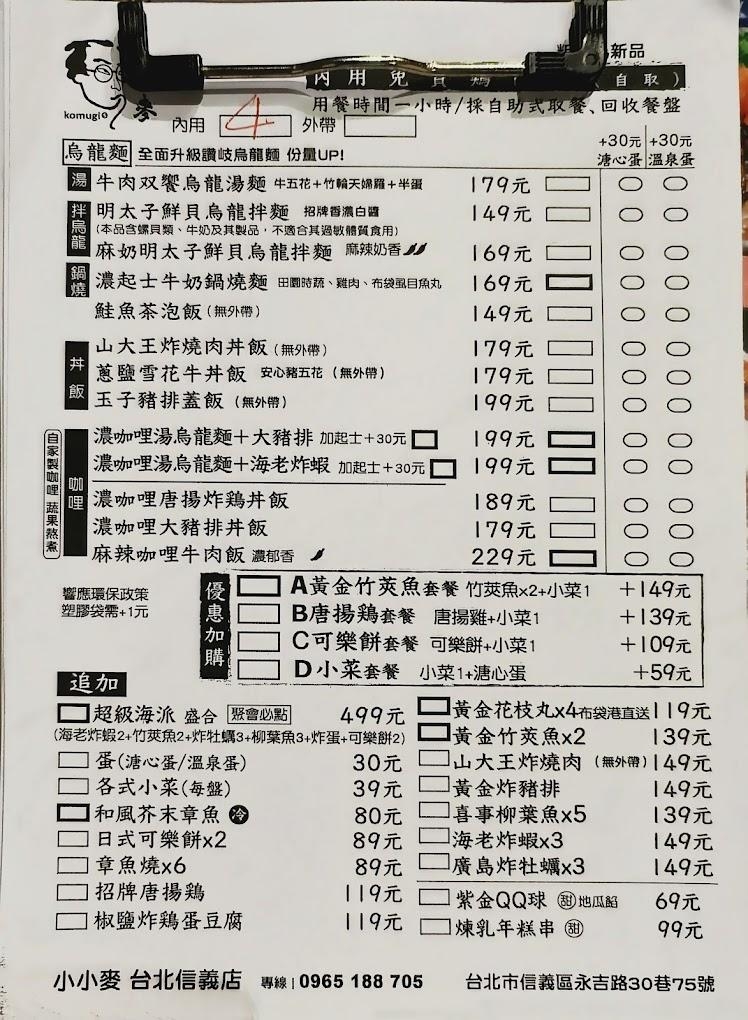 新品
內用免費
(自取)
komugi
麥
用餐時間一小時/採自助式取餐、回收餐盤
內用 4 外帶
烏龍麵 全面升級讚岐烏龍麵 份量UP!
+30元 +30元
溏心蛋 溫泉蛋
湯
牛肉双響烏龍湯麵 牛五花+竹輪天婦羅+半蛋 179元
拌烏龍
明太子鮮貝烏龍拌麵 招牌香濃白醬 149元
(本品含螺貝類、牛奶及其製品，不適合其過敏體質食用)
麻奶明太子鮮貝烏龍拌麵 麻辣奶香 169元
鍋燒
濃起士牛奶鍋燒麵 田園時蔬、雞肉、布袋虱目魚丸 169元
鮭魚茶泡飯(無外帶) 149元
丼飯
山大王炸燒肉丼飯(無外帶) 179元
蔥鹽雪花牛丼飯 安心豬五花 (無外帶) 179元
玉子豬排蓋飯 (無外帶) 199元
自家製咖哩 蔬果熬煮
咖哩
濃咖哩湯烏龍麵+大豬排 加起士+30元 199元
濃咖哩湯烏龍麵+海老炸蝦 加起士+30元 199元
濃咖哩唐揚炸鶏丼飯 189元
濃咖哩大豬排丼飯 179元
麻辣咖哩牛肉飯 濃郁香 229元
響應環保政策
塑膠袋需+1元
優惠加購
A黃金竹莢魚套餐 竹莢魚x2+小菜1 +149元
B唐揚鶏套餐 唐揚雞+小菜1 +139元
C可樂餅套餐 可樂餅+小菜1 +109元
D小菜套餐 小菜1+溏心蛋 +59元
追加
超級海派 盛合 聚會必點 499元
(海老炸蝦2+竹莢魚2+炸牡蠣3+柳葉魚3+炸蛋+可樂餅2)
蛋(溏心蛋/溫泉蛋) 30元
各式小菜(每盤) 39元
和風芥末章魚 冷 80元
日式可樂餅x2 89元
章魚燒x6 89元
招牌唐揚鶏 119元
椒鹽炸鶏蛋豆腐 119元
黃金花枝丸x4布袋港直送119元
黃金竹莢魚x2 139元
山大王炸燒肉 (無外帶) 149元
黃金炸豬排 149元
喜事柳葉魚x5 139元
海老炸蝦x3 149元
廣島炸牡蠣x3 149元
紫金QQ球 甜 地瓜餡 69元
煉乳年糕串 甜 99元
小小麥 台北信義店 專線|0965 188 705 台北市信義區永吉路30巷75號